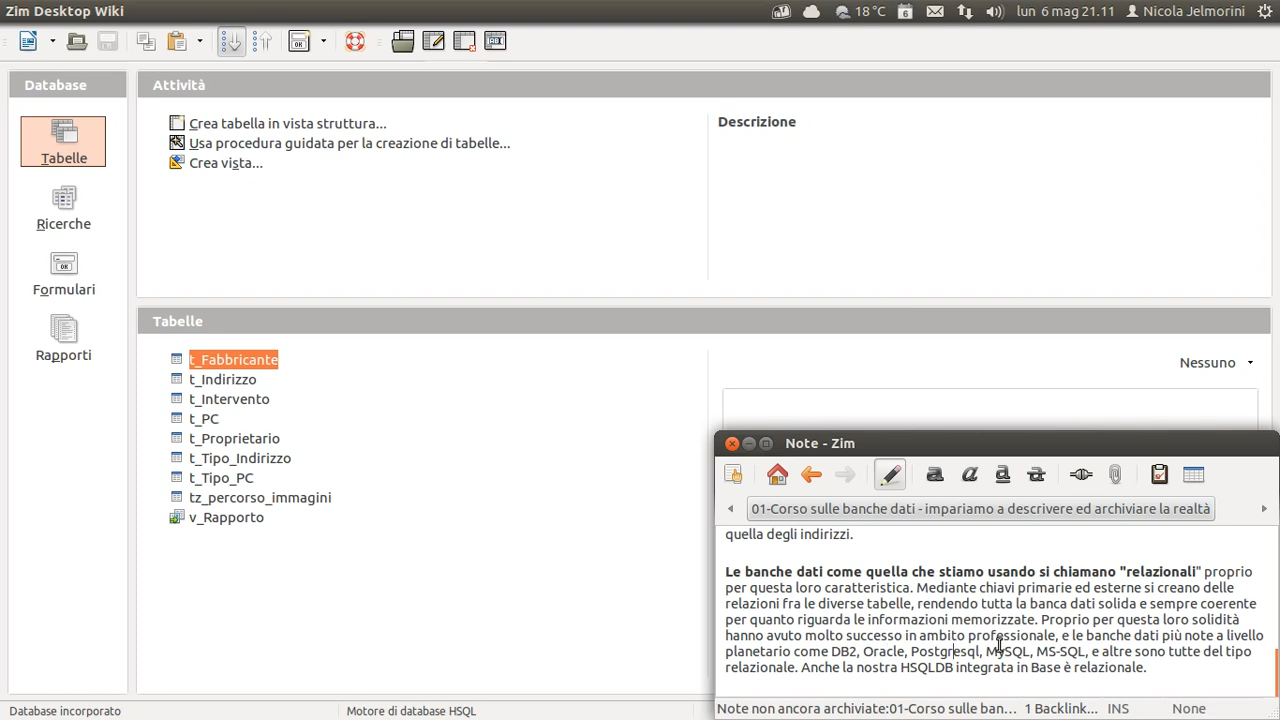 Zim Desktop Wiki
18 °C
6
lun 6 mag 21.11
Nicola Jelmorini
Database
Tabelle
Ricerche
Formulari
Rapporti
Attività
Crea tabella in vista struttura...
Usa procedura guidata per la creazione di tabelle...
Crea vista...
Descrizione
Tabelle
t_Fabbricante
t_Indirizzo
t_Intervento
t_PC
t_Proprietario
t_Tipo_Indirizzo
t_Tipo_PC
tz_percorso_immagini
v_Rapporto
Nessuno
Note - Zim
01-Corso sulle banche dati - impariamo a descrivere ed archiviare la realtà
quella degli indirizzi.
Le banche dati come quella che stiamo usando si chiamano "relazionali" proprio
per questa loro caratteristica. Mediante chiavi primarie ed esterne si creano delle
relazioni fra le diverse tabelle, rendendo tutta la banca dati solida e sempre coerente
per quanto riguarda le informazioni memorizzate. Proprio per questa loro solidità
hanno avuto molto successo in ambito professionale, e le banche dati più note a livello
planetario come DB2, Oracle, Postgresql, MySQL, MS-SQL, e altre sono tutte del tipo
relazionale. Anche la nostra HSQLDB integrata in Base è relazionale.
Note non ancora archiviate:01-Corso sulle ban... 1 Backlink... INS None
Database incorporato
Motore di database HSQL